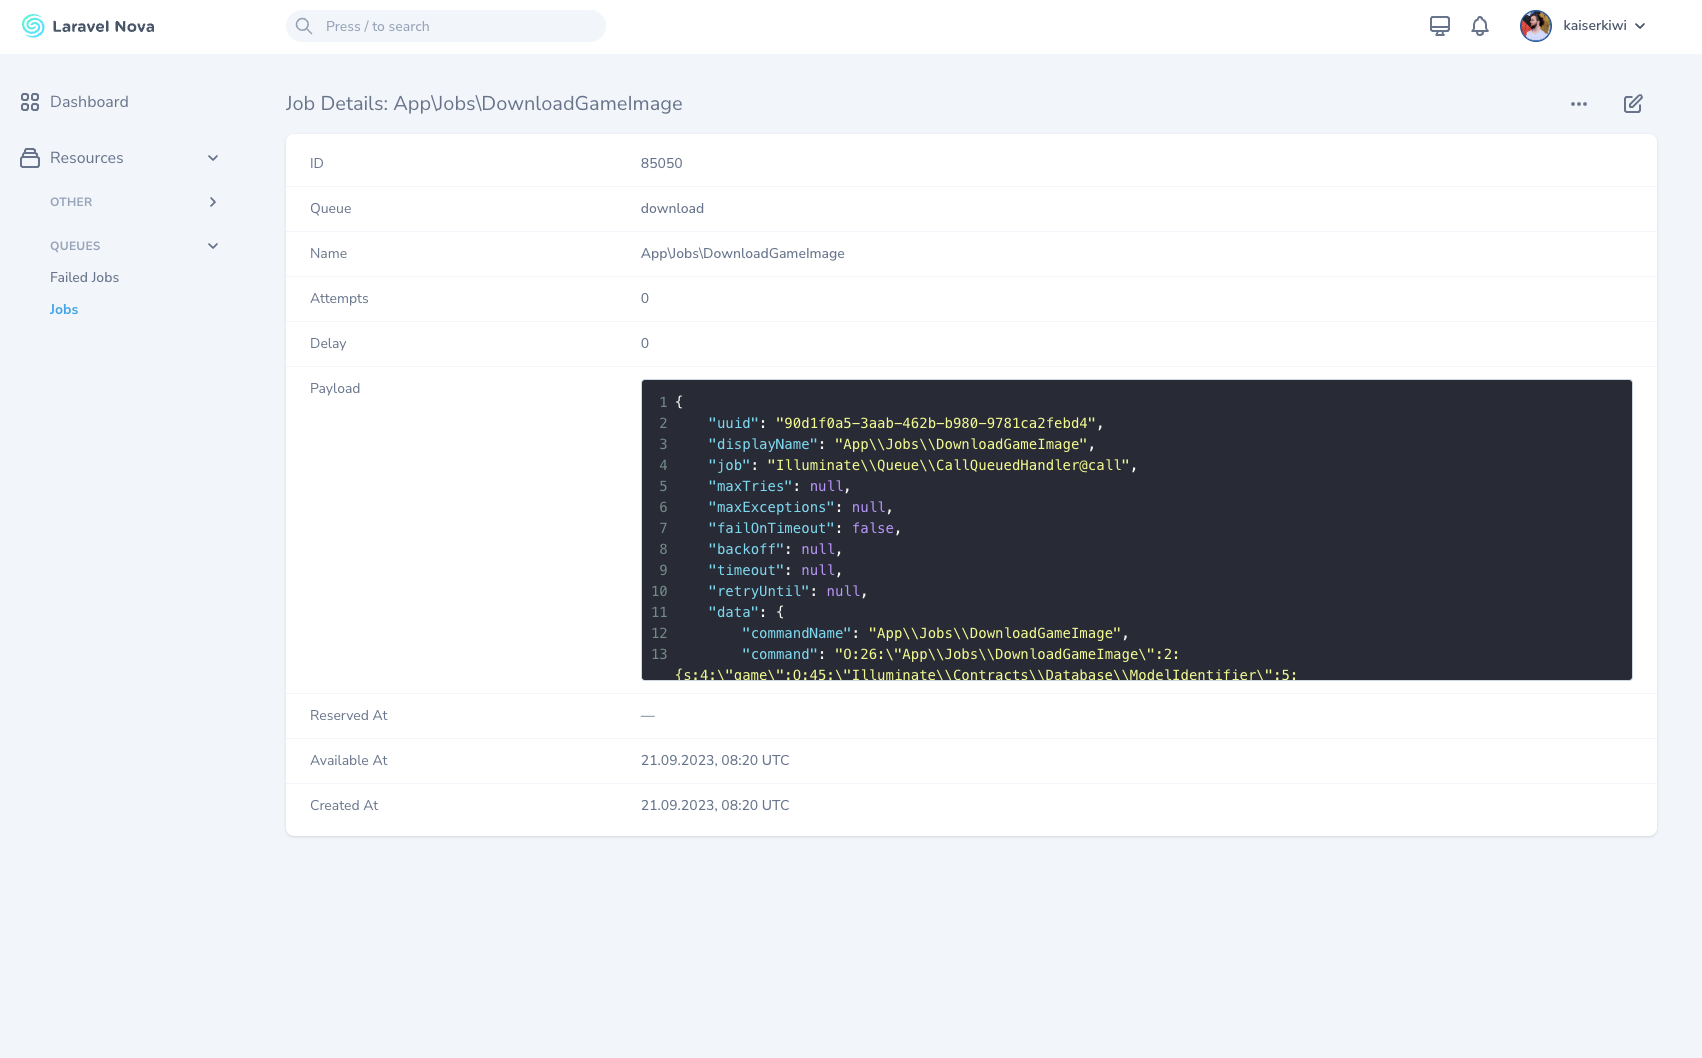 Laravel Nova
Press / to search
kaiserkiwi
Dashboard
Resources
OTHER
QUEUES
Failed Jobs
Jobs
Job Details: App\Jobs\DownloadGameImage
ID 85050
Queue download
Name App\Jobs\DownloadGameImage
Attempts 0
Delay 0
Payload
1 {
2 "uuid": "90d1f0a5-3aab-462b-b980-9781ca2febd4",
3 "displayName": "App\\Jobs\\DownloadGameImage",
4 "job": "Illuminate\\Queue\\CallQueuedHandler@call",
5 "maxTries": null,
6 "maxExceptions": null,
7 "failOnTimeout": false,
8 "backoff": null,
9 "timeout": null,
10 "retryUntil": null,
11 "data": {
12 "commandName": "App\\Jobs\\DownloadGameImage",
13 "command": "O:26:\"App\\Jobs\\DownloadGameImage\":2:
{s:4:\"game\";O:45:\"Illuminate\\Contracts\\Database\\ModelIdentifier\":5:
Reserved At —
Available At 21.09.2023, 08:20 UTC
Created At 21.09.2023, 08:20 UTC